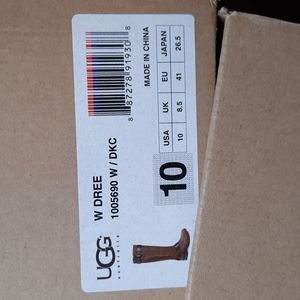 UGG
australia
W DREE
1005690 W / DKC
8 87278 91930 8
MADE IN CHINA
USA UK EU JAPAN
10 8.5 41 26.5
10